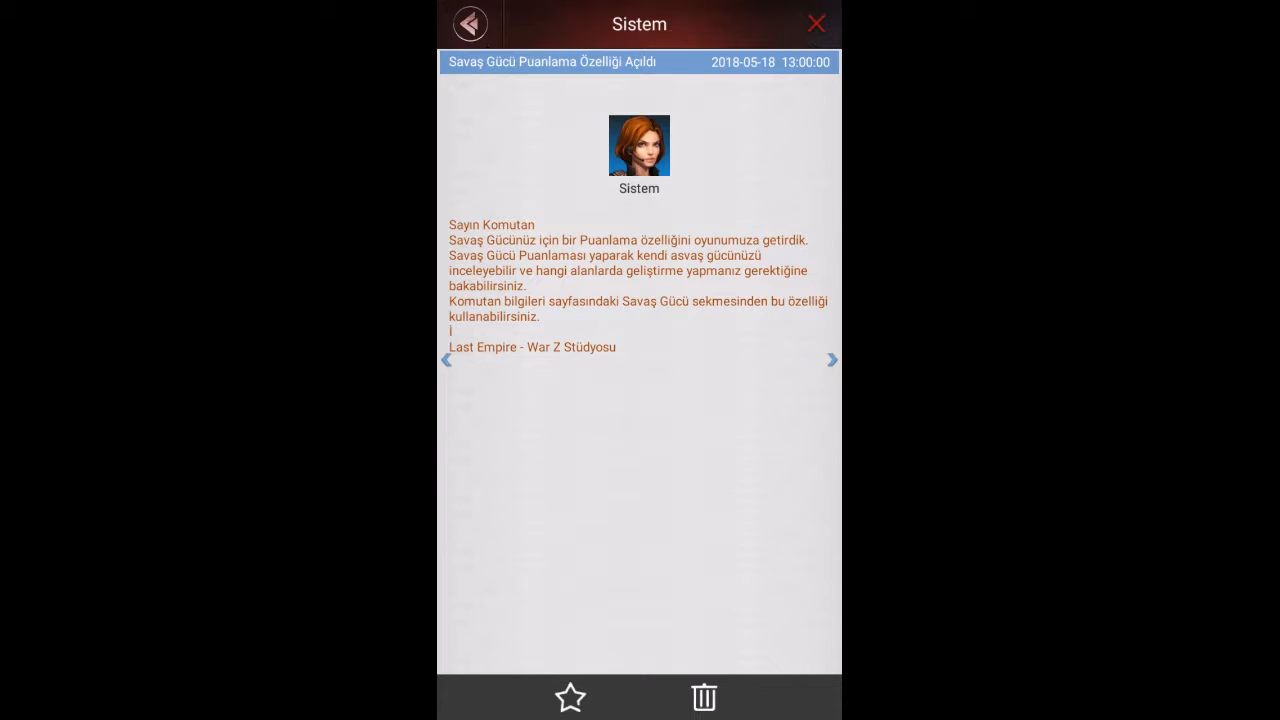 Sistem
Savaş Gücü Puanlama Özelliği Açıldı 2018-05-18 13:00:00
Sistem
Sayın Komutan
Savaş Gücünüz için bir Puanlama özelliğini oyunumuza getirdik.
Savaş Gücü Puanlaması yaparak kendi asvaş gücünüzü
inceleyebilir ve hangi alanlarda geliştirme yapmanız gerektiğine
bakabilirsiniz.
Komutan bilgileri sayfasındaki Savaş Gücü sekmesinden bu özelliği
kullanabilirsiniz.
İ
Last Empire - War Z Stüdyosu